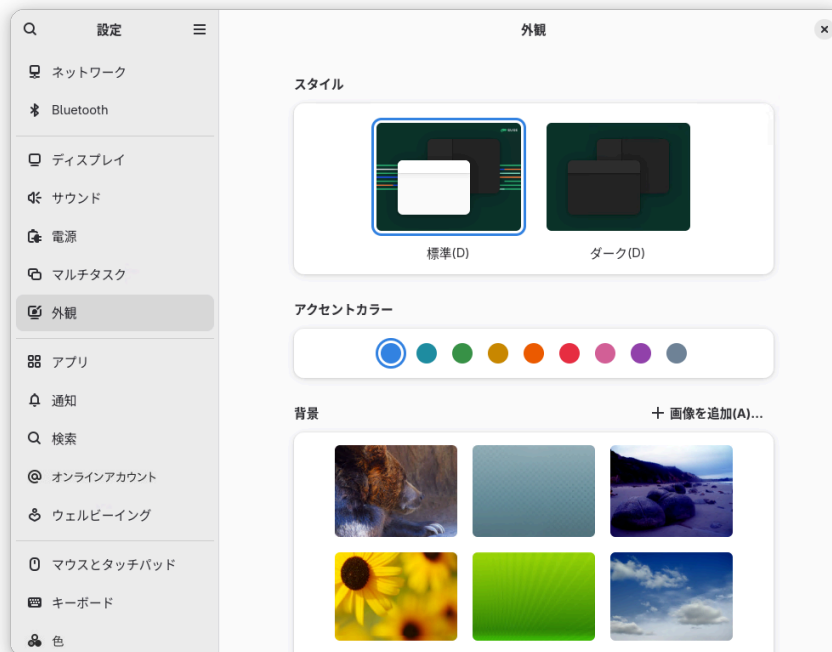 設定
ネットワーク
Bluetooth
ディスプレイ
サウンド
電源
マルチタスク
外観
アプリ
通知
検索
オンラインアカウント
ウェルビーイング
マウスとタッチパッド
キーボード
色
外観
スタイル
標準(D)
ダーク(D)
アクセントカラー
背景
画像を追加(A)...